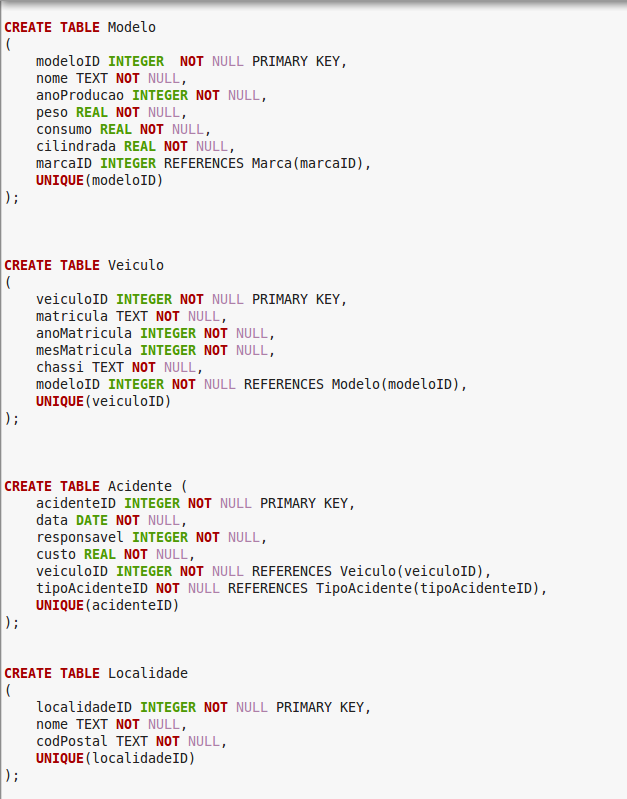 CREATE TABLE Modelo
(
    modeloID INTEGER  NOT NULL PRIMARY KEY,
    nome TEXT NOT NULL,
    anoProducao INTEGER NOT NULL,
    peso REAL NOT NULL,
    consumo REAL NOT NULL,
    cilindrada REAL NOT NULL,
    marcaID INTEGER REFERENCES Marca(marcaID),
    UNIQUE(modeloID)
);
CREATE TABLE Veiculo
(
    veiculoID INTEGER NOT NULL PRIMARY KEY,
    matricula TEXT NOT NULL,
    anoMatricula INTEGER NOT NULL,
    mesMatricula INTEGER NOT NULL,
    chassi TEXT NOT NULL,
    modeloID INTEGER NOT NULL REFERENCES Modelo(modeloID),
    UNIQUE(veiculoID)
);
CREATE TABLE Acidente (
    acidenteID INTEGER NOT NULL PRIMARY KEY,
    data DATE NOT NULL,
    responsavel INTEGER NOT NULL,
    custo REAL NOT NULL,
    veiculoID INTEGER NOT NULL REFERENCES Veiculo(veiculoID),
    tipoAcidenteID NOT NULL REFERENCES TipoAcidente(tipoAcidenteID),
    UNIQUE(acidenteID)
);
CREATE TABLE Localidade
(
    localidadeID INTEGER NOT NULL PRIMARY KEY,
    nome TEXT NOT NULL,
    codPostal TEXT NOT NULL,
    UNIQUE(localidadeID)
);